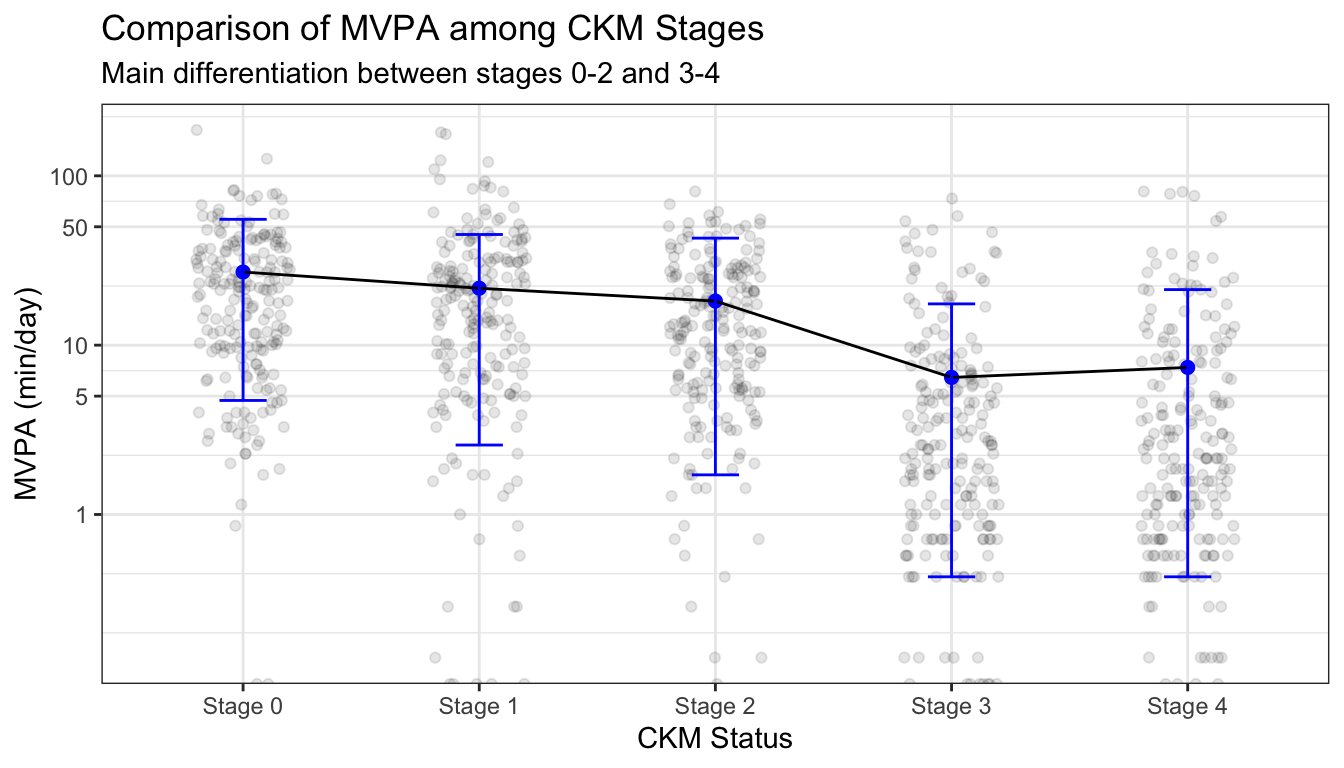 Comparison of MVPA among CKM Stages
Main differentiation between stages 0-2 and 3-4
MVPA (min/day)
100
50
10
5
1
Stage 0
Stage 1
Stage 2
Stage 3
Stage 4
CKM Status